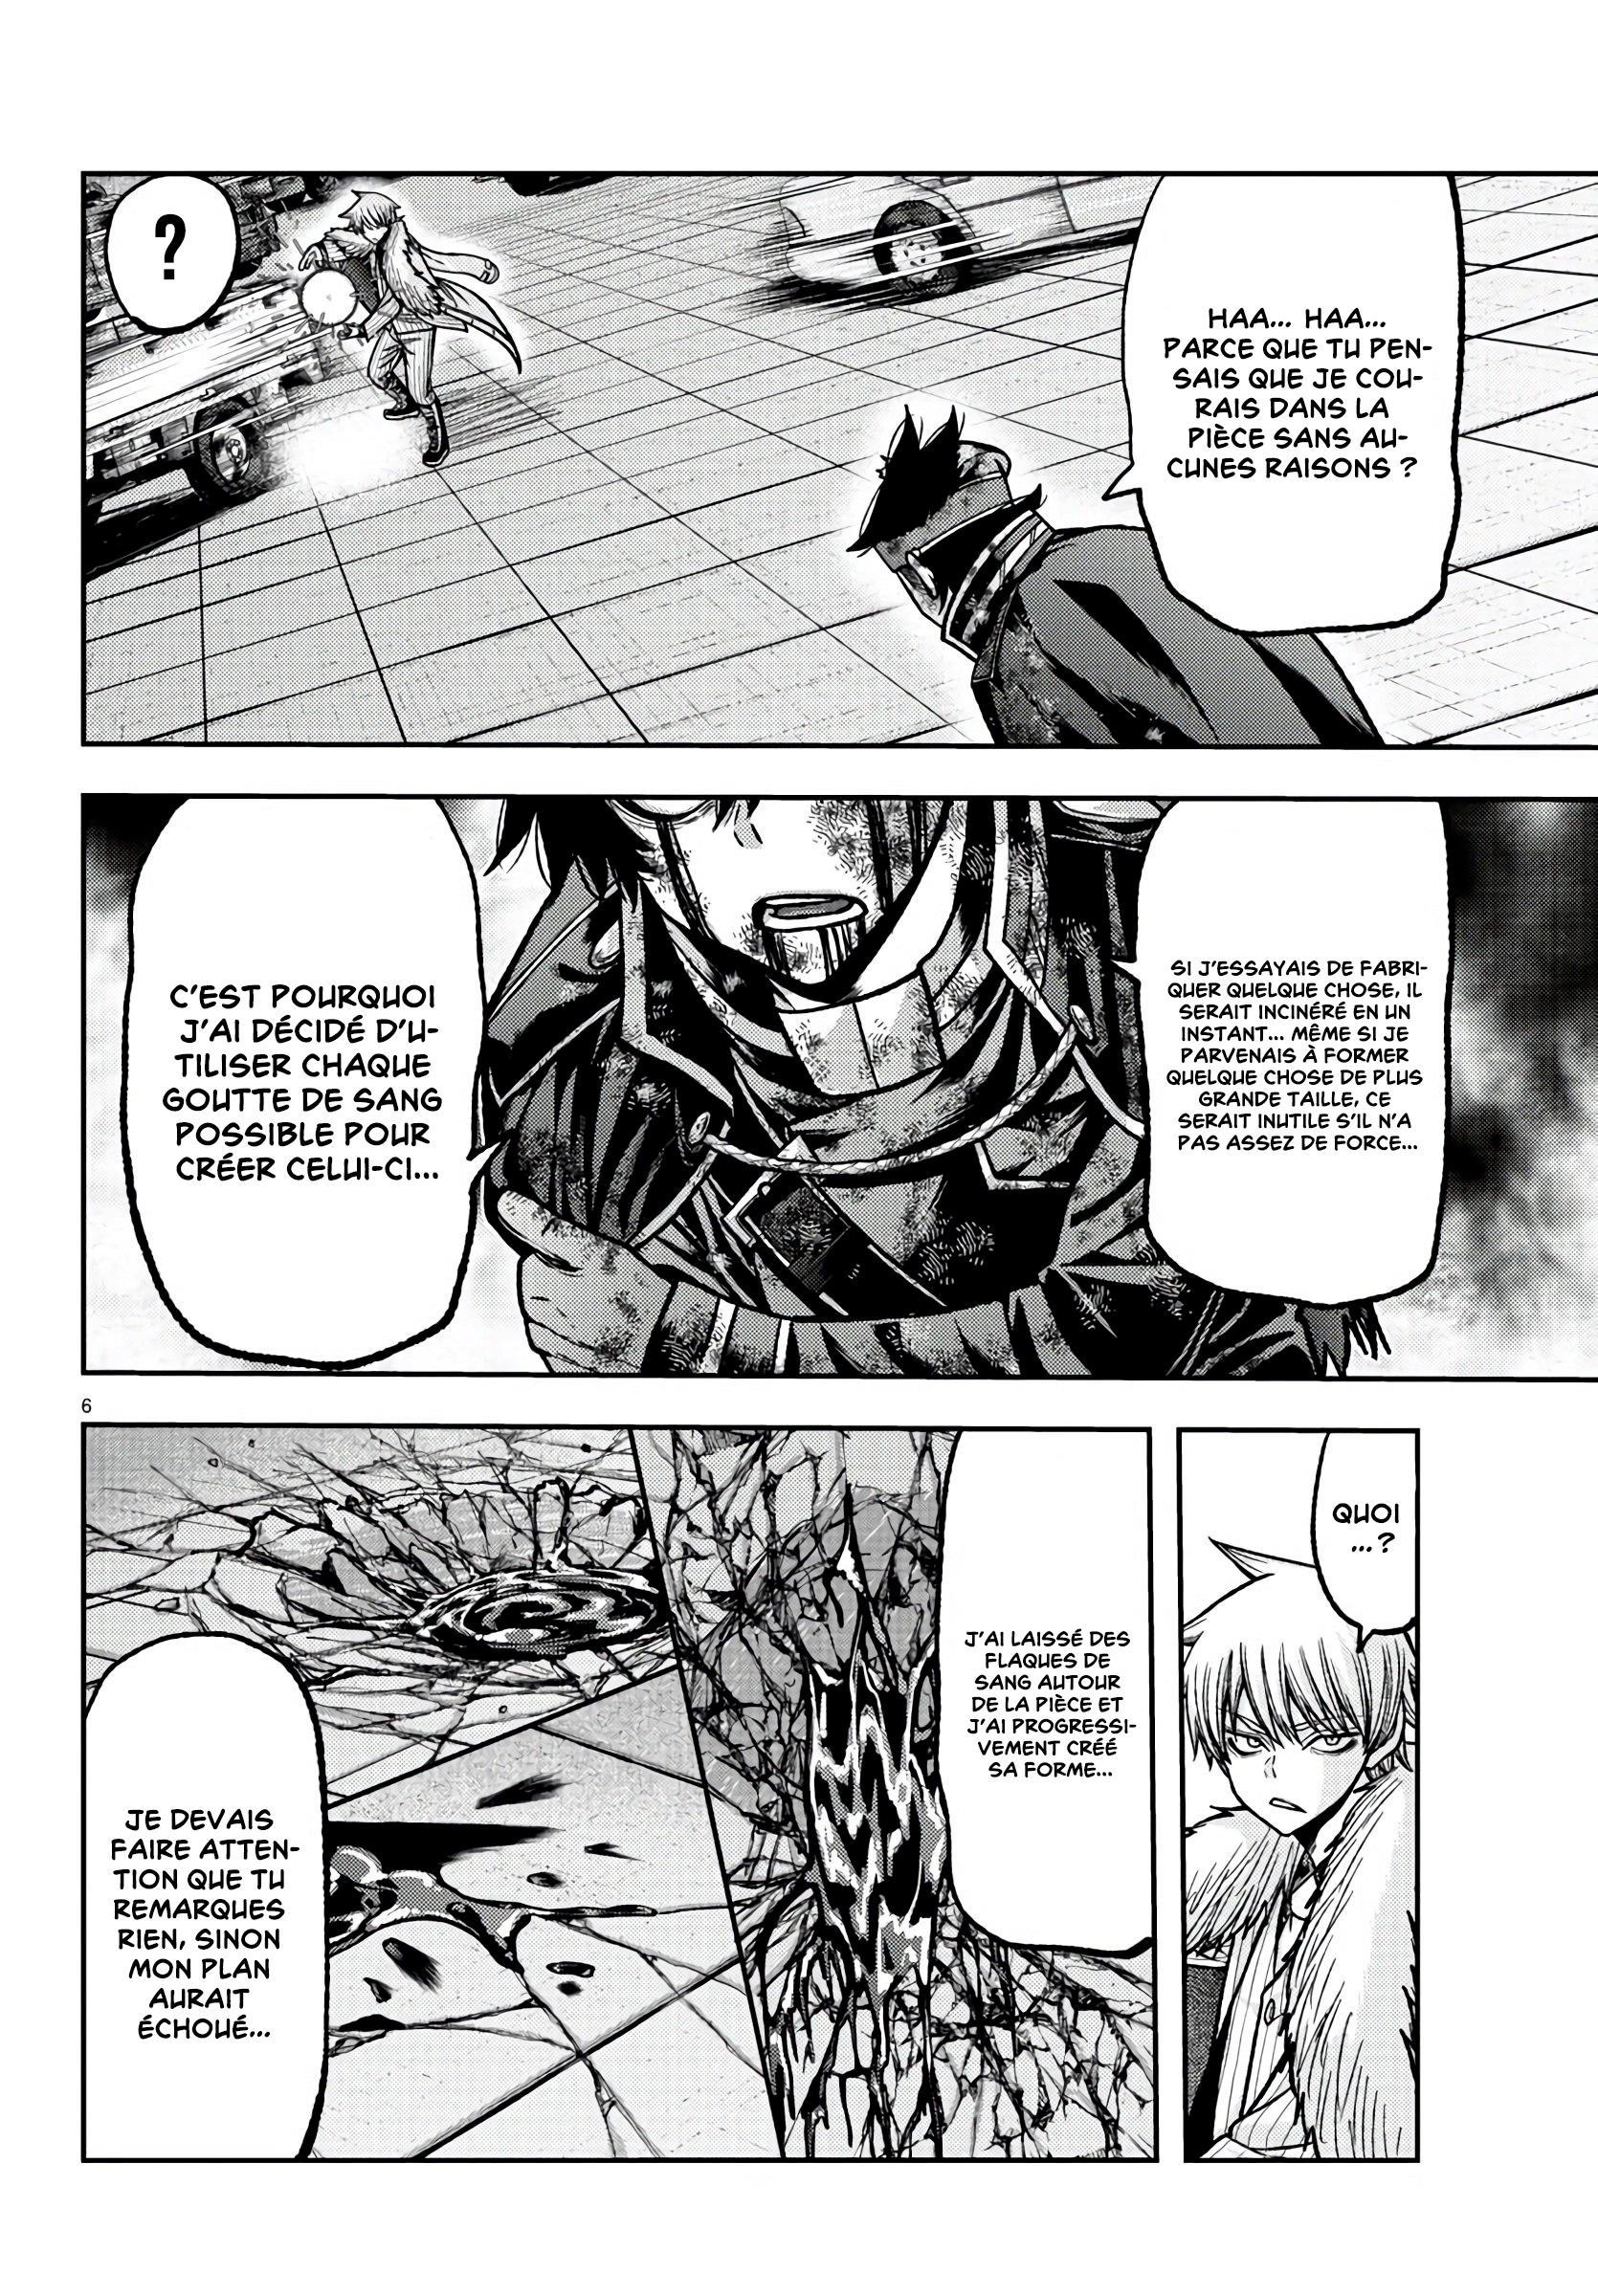 HAA... HAA...
PARCE QUE TU PEN-
SAIS QUE JE COU-
RAIS DANS LA
PIÈCE SANS AU-
CUNES RAISONS ?
?
SI J'ESSAYAIS DE FABRI-
QUER QUELQUE CHOSE, IL
SERAIT INCINÉRÉ EN UN
INSTANT... MÊME SI JE
PARVENAIS À FORMER
QUELQUE CHOSE DE PLUS
GRANDE TAILLE, CE
SERAIT INUTILE S'IL N'A
PAS ASSEZ DE FORCE...
C'EST POURQUOI
J'AI DÉCIDÉ D'U-
TILISER CHAQUE
GOUTTE DE SANG
POSSIBLE POUR
CRÉER CELUI-CI...
6
QUOI
...?
J'AI LAISSÉ DES
FLAQUES DE
SANG AUTOUR
DE LA PIÈCE ET
J'AI PROGRESSI-
VEMENT CRÉÉ
SA FORME...
JE DEVAIS
FAIRE ATTEN-
TION QUE TU
REMARQUES
RIEN, SINON
MON PLAN
AURAIT
ÉCHOUÉ...